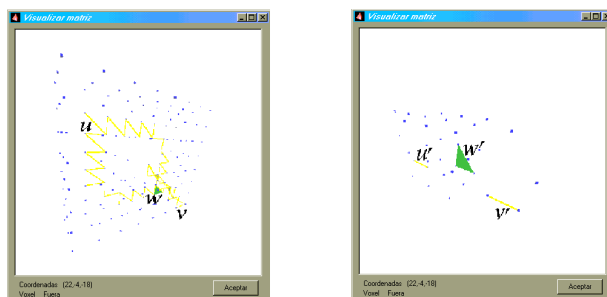 Visualizar matriz
u
w
v
Coordenadas (22,-4,-18)
Voxel Fuera
Aceptar
Visualizar matriz
u'
w'
v'
Coordenadas (22,-4,-18)
Voxel Fuera
Aceptar